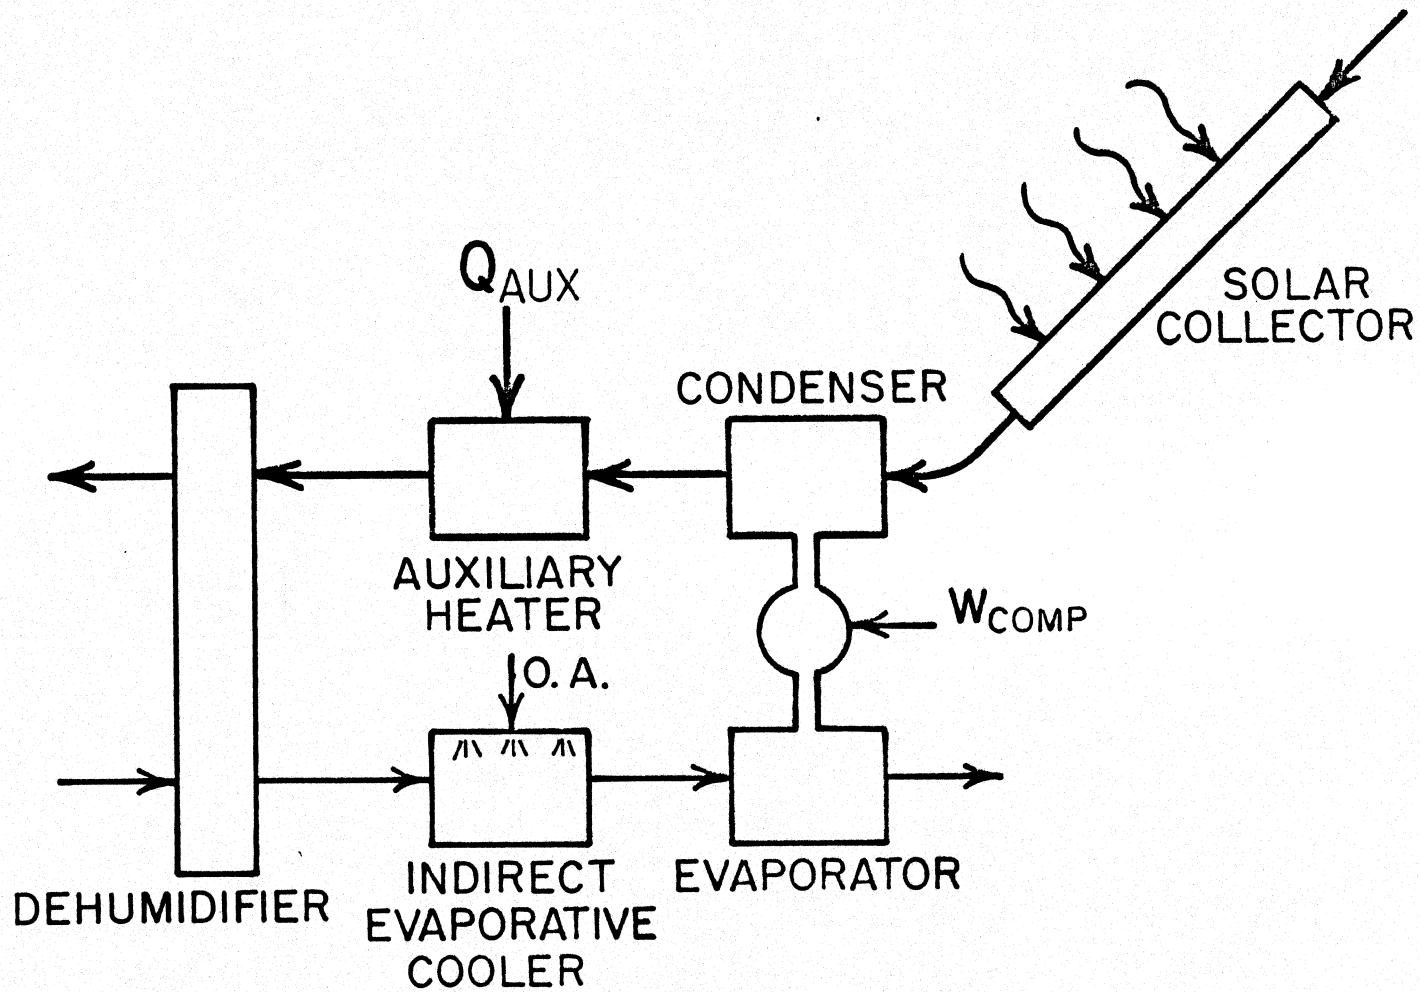 SOLAR
COLLECTOR
QAUX
CONDENSER
AUXILIARY
HEATER
WCOMP
O. A.
DEHUMIDIFIER
INDIRECT
EVAPORATIVE
COOLER
EVAPORATOR